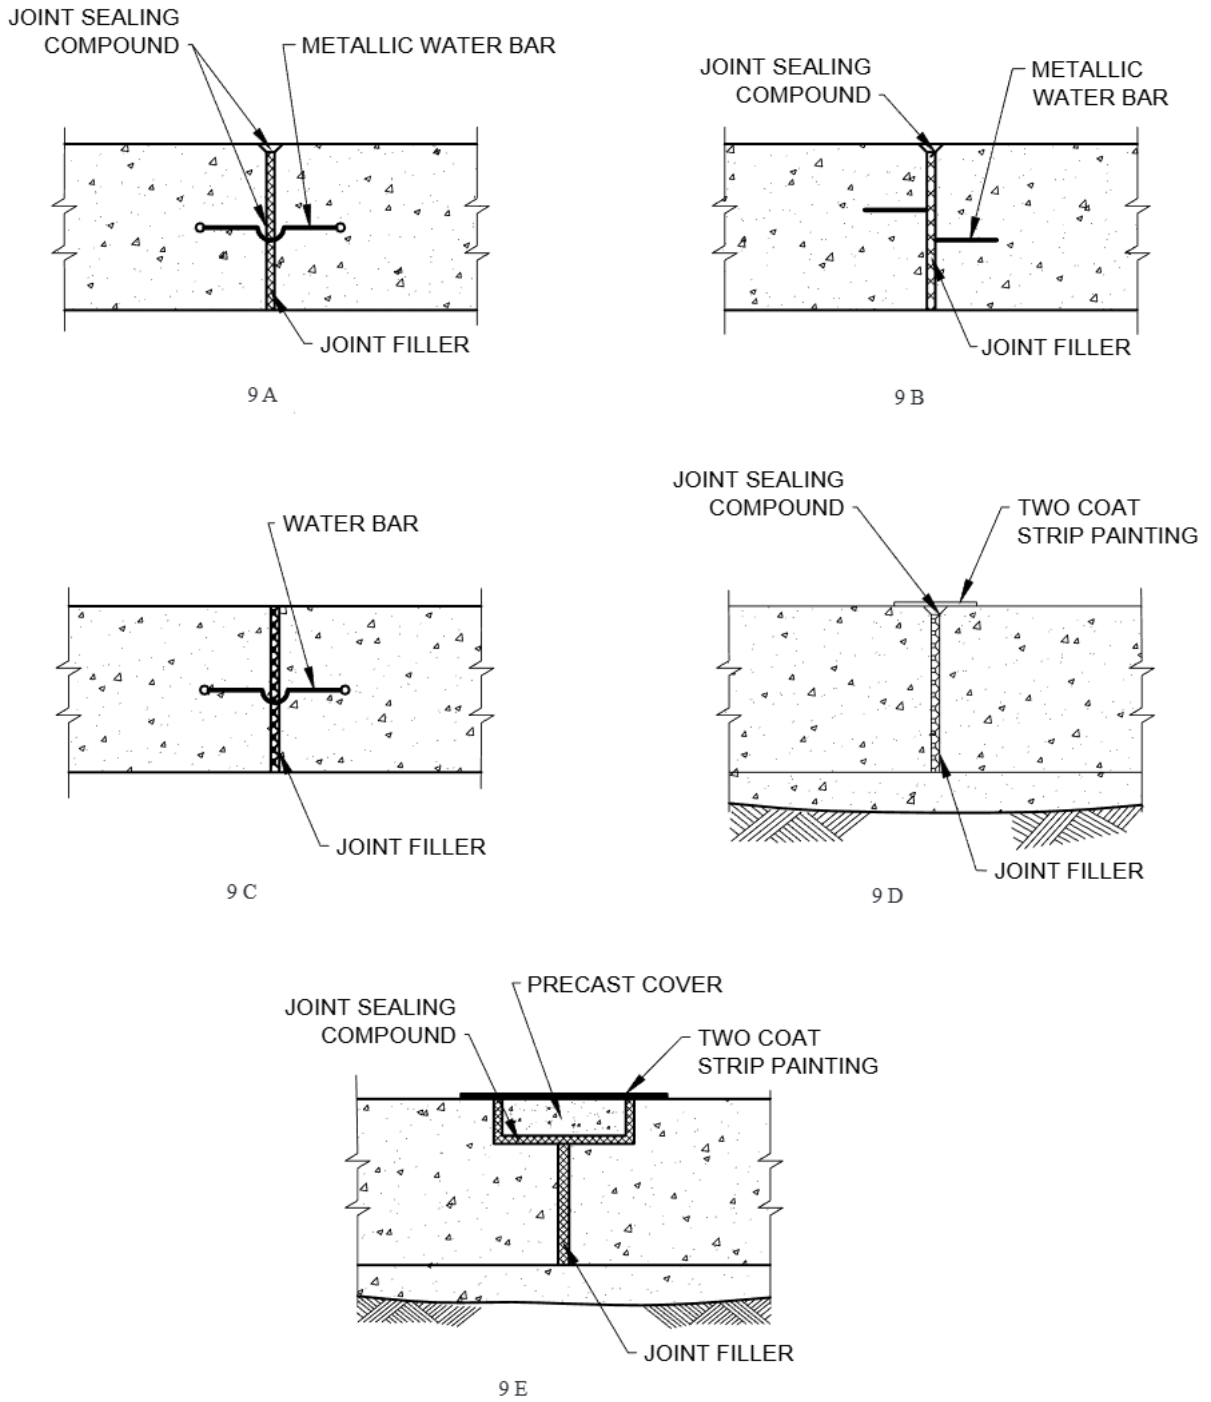 JOINT SEALING
COMPOUND
METALLIC WATER BAR
JOINT FILLER
9 A
JOINT SEALING
COMPOUND
METALLIC
WATER BAR
JOINT FILLER
9 B
WATER BAR
JOINT FILLER
9 C
JOINT SEALING
COMPOUND
TWO COAT
STRIP PAINTING
JOINT FILLER
9 D
PRECAST COVER
JOINT SEALING
COMPOUND
TWO COAT
STRIP PAINTING
JOINT FILLER
9 E